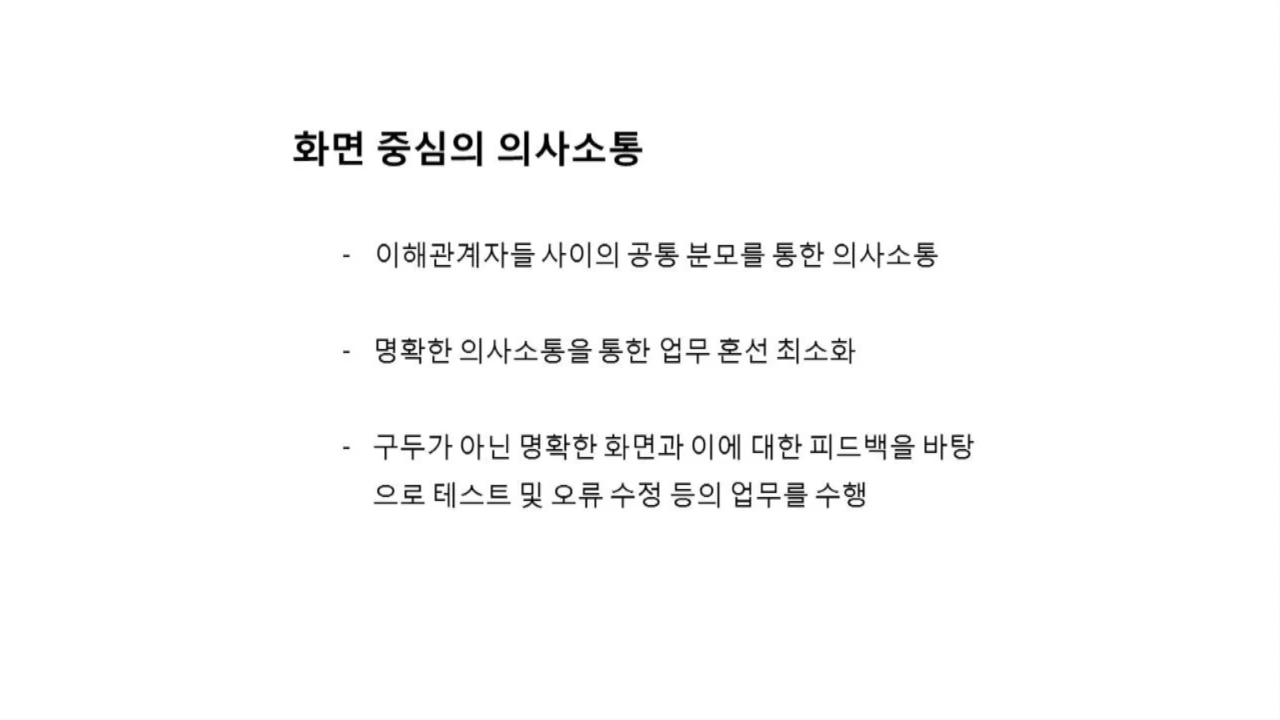 화면 중심의 의사소통
- 이해관계자들 사이의 공통 분모를 통한 의사소통
- 명확한 의사소통을 통한 업무 혼선 최소화
- 구두가 아닌 명확한 화면과 이에 대한 피드백을 바탕
으로 테스트 및 오류 수정 등의 업무를 수행